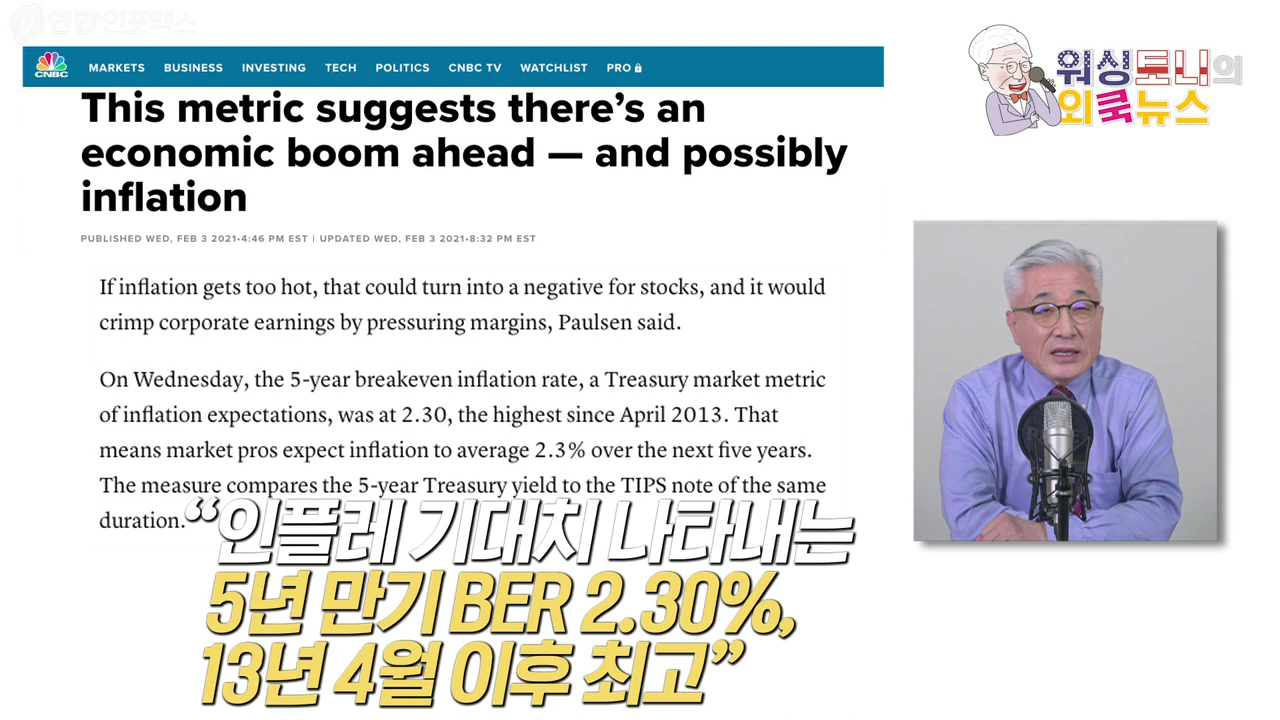 연합인포맥스
CNBC MARKETS BUSINESS INVESTING TECH POLITICS CNBC TV WATCHLIST PRO
워싱토니의
외쿡뉴스
This metric suggests there’s an
economic boom ahead — and possibly
inflation
PUBLISHED WED, FEB 3 2021•4:46 PM EST | UPDATED WED, FEB 3 2021•8:32 PM EST
If inflation gets too hot, that could turn into a negative for stocks, and it would
crimp corporate earnings by pressuring margins, Paulsen said.
On Wednesday, the 5-year breakeven inflation rate, a Treasury market metric
of inflation expectations, was at 2.30, the highest since April 2013. That
means market pros expect inflation to average 2.3% over the next five years.
The measure compares the 5-year Treasury yield to the TIPS note of the same
duration.
“인플레 기대치 나타내는
5년 만기 BER 2.30%,
13년 4월 이후 최고”